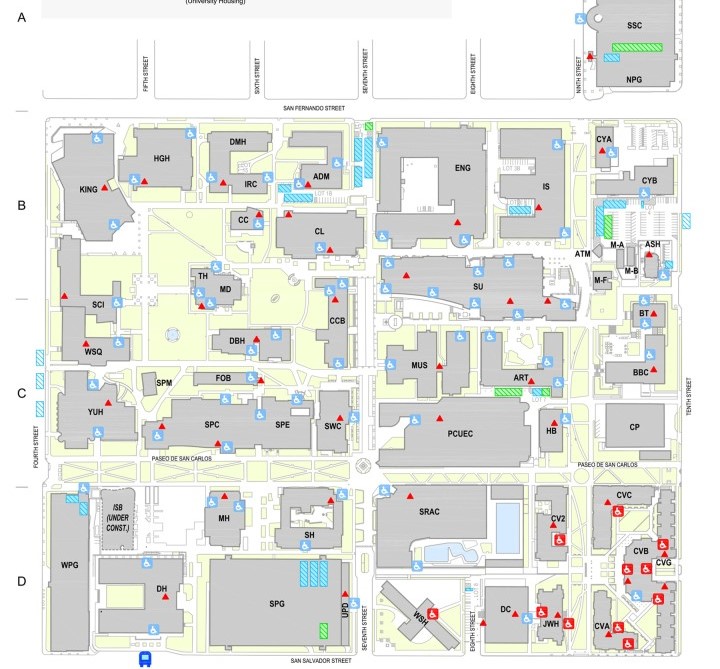 A
(University Housing)
SSC
NPG
FIFTH STREET
SIXTH STREET
SEVENTH STREET
EIGHTH STREET
NINTH STREET
SAN FERNANDO STREET
B
KING
HGH
DMH
IRC
ADM
LOT 10
ENG
IS
CYA
CYB
CC
CL
ATM
M-A
M-B
ASH
M-F
TH
MD
SU
SCI
CCB
BT
WSQ
DBH
MUS
ART
BBC
C
FOURTH STREET
TENTH STREET
YUH
SPM
FOB
SPC
SPE
SWC
PCUEC
HB
CP
PASEO DE SAN CARLOS
PASEO DE SAN CARLOS
D
WPG
ISB
(UNDER
CONST.)
MH
SH
SRAC
CV2
CVC
CVB
CVG
DH
SPG
UPD
SEVENTH STREET
WSH
EIGHTH STREET
DC
JWH
CVA
SAN SALVADOR STREET